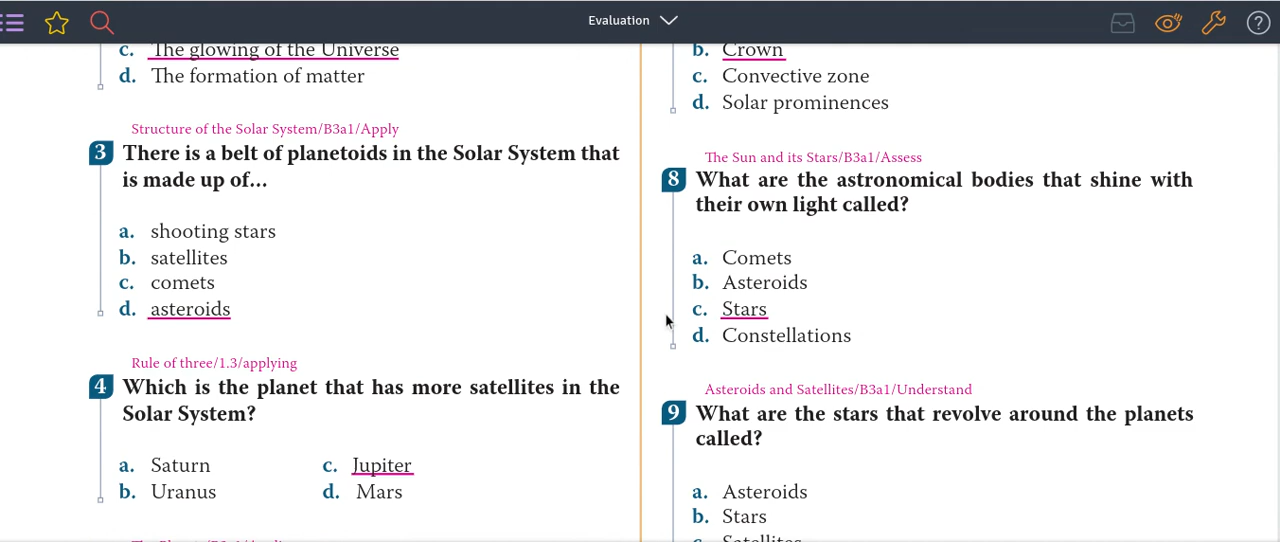 Evaluation
c. The glowing of the Universe
d. The formation of matter
Structure of the Solar System/B3a1/Apply
3 There is a belt of planetoids in the Solar System that
is made up of...
a. shooting stars
b. satellites
c. comets
d. asteroids
Rule of three/1.3/applying
4 Which is the planet that has more satellites in the
Solar System?
a. Saturn c. Jupiter
b. Uranus d. Mars
b. Crown
c. Convective zone
d. Solar prominences
The Sun and its Stars/B3a1/Assess
8 What are the astronomical bodies that shine with
their own light called?
a. Comets
b. Asteroids
c. Stars
d. Constellations
Asteroids and Satellites/B3a1/Understand
9 What are the stars that revolve around the planets
called?
a. Asteroids
b. Stars
c. Satellites